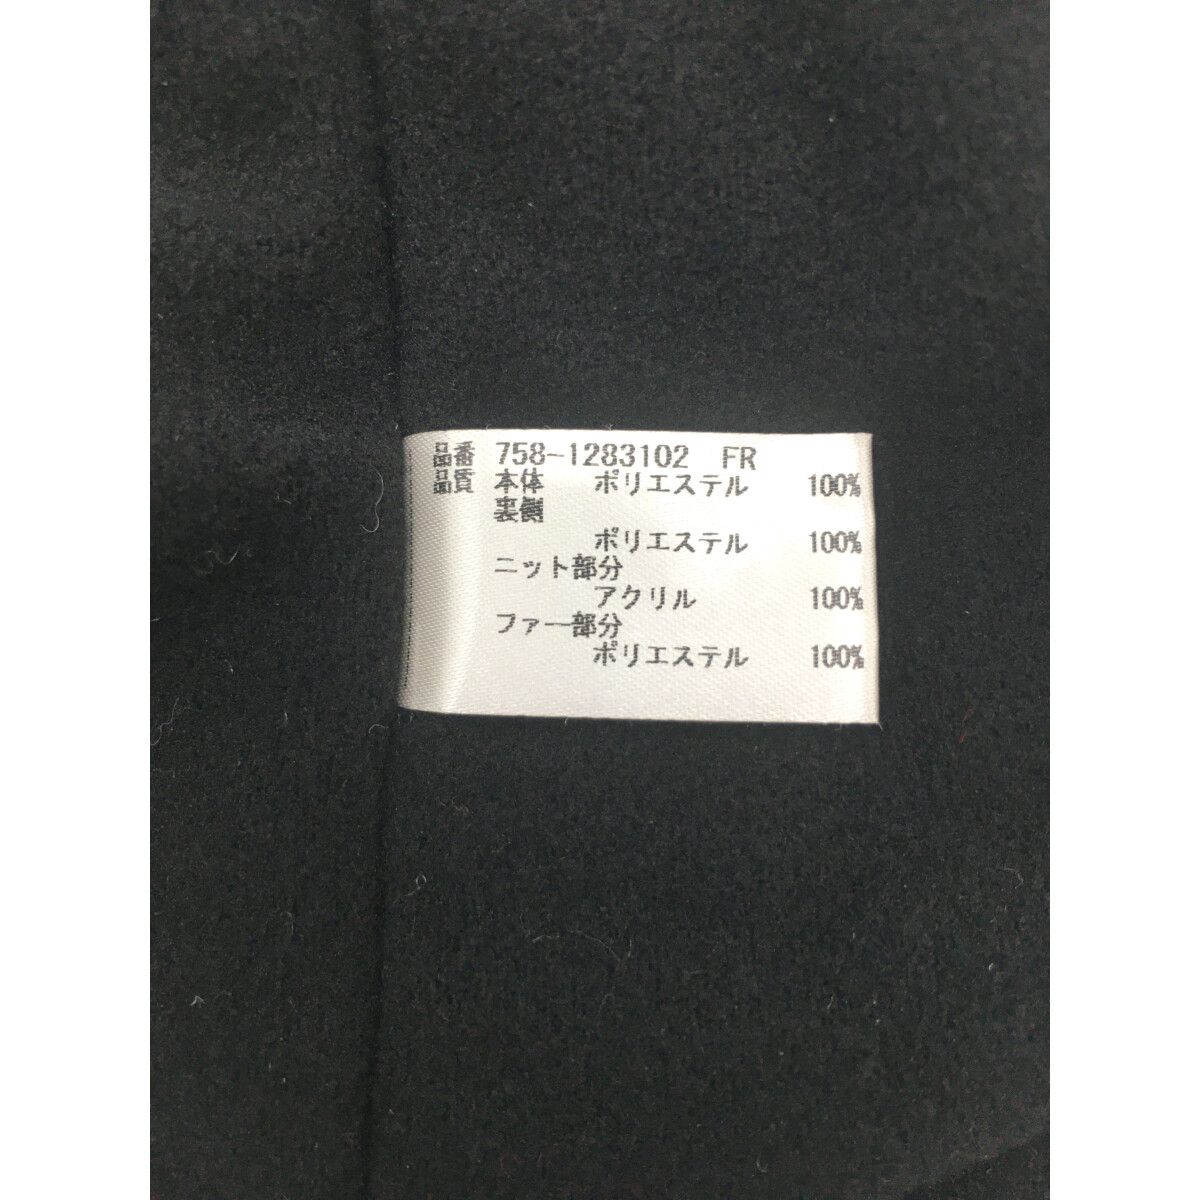 品番 758-1283102 FR
品質 本体 ポリエステル 100%
裏側
ポリエステル 100%
ニット部分
アクリル 100%
ファー部分
ポリエステル 100%